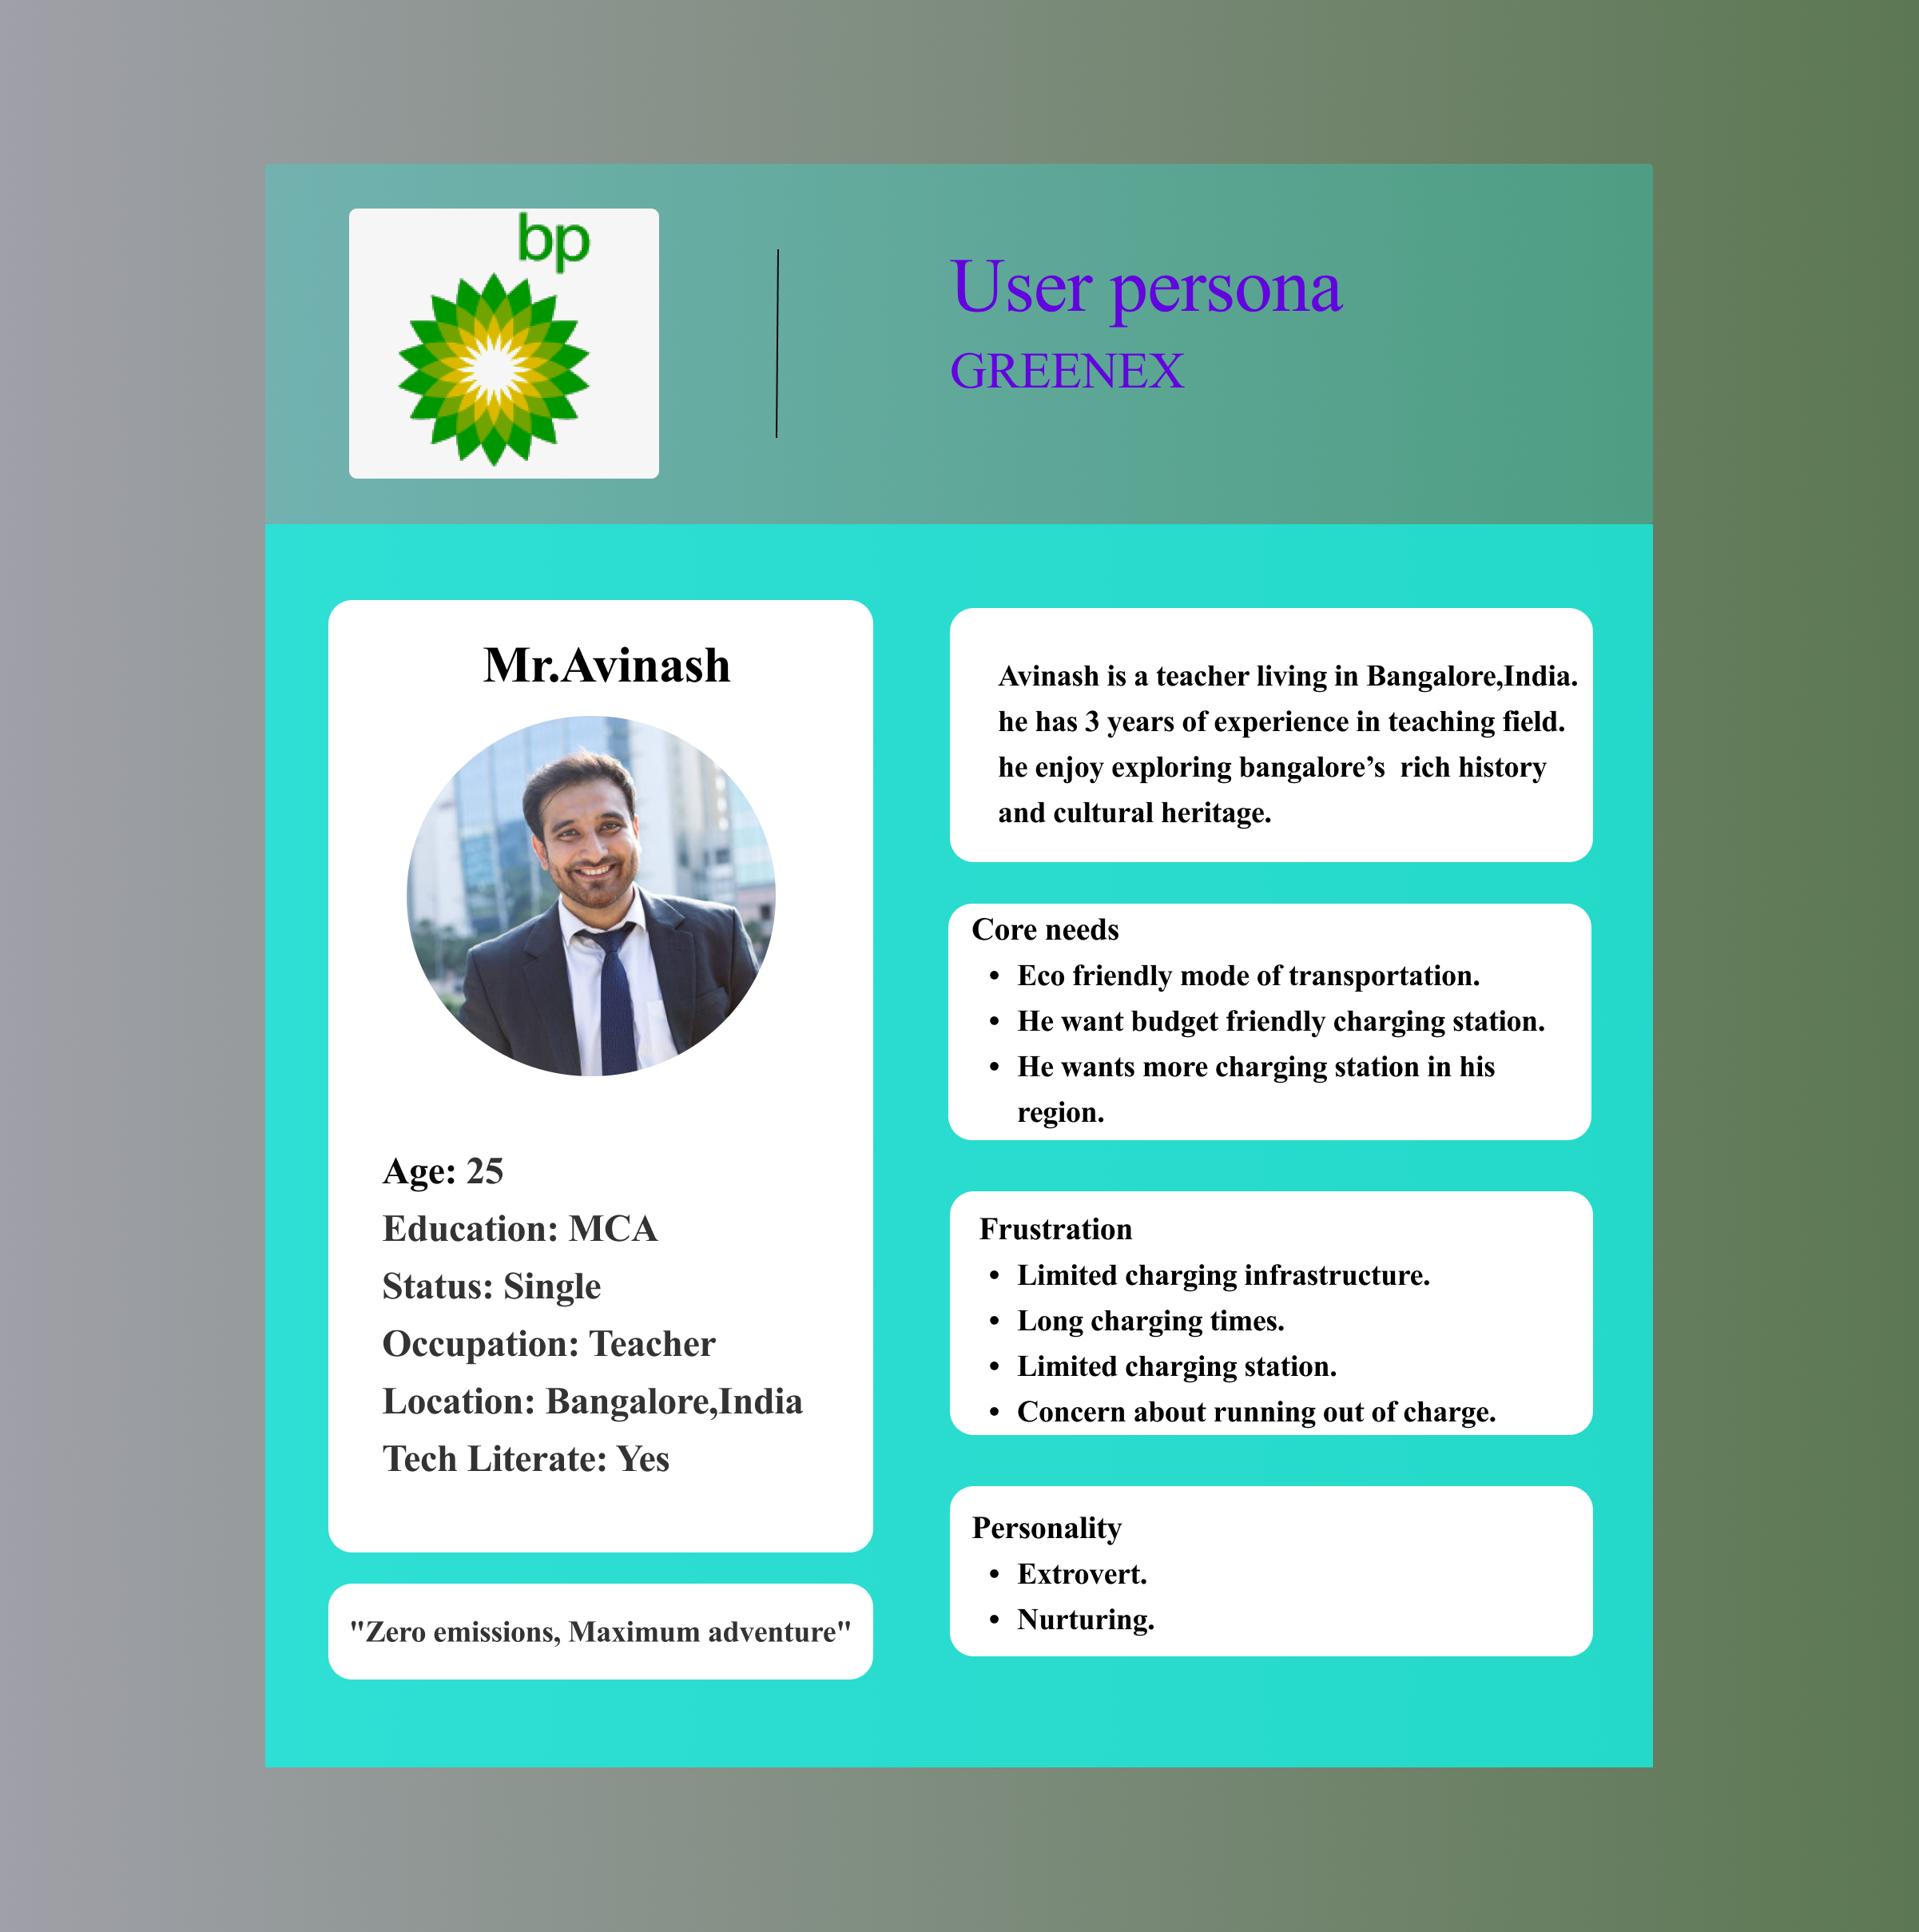 bp
User persona
GREENEX
Mr.Avinash
Age: 25
Education: MCA
Status: Single
Occupation: Teacher
Location: Bangalore,India
Tech Literate: Yes
"Zero emissions, Maximum adventure"
Avinash is a teacher living in Bangalore,India.
he has 3 years of experience in teaching field.
he enjoy exploring bangalore’s  rich history
and cultural heritage.
Core needs
• Eco friendly mode of transportation.
• He want budget friendly charging station.
• He wants more charging station in his
region.
Frustration
• Limited charging infrastructure.
• Long charging times.
• Limited charging station.
• Concern about running out of charge.
Personality
• Extrovert.
• Nurturing.